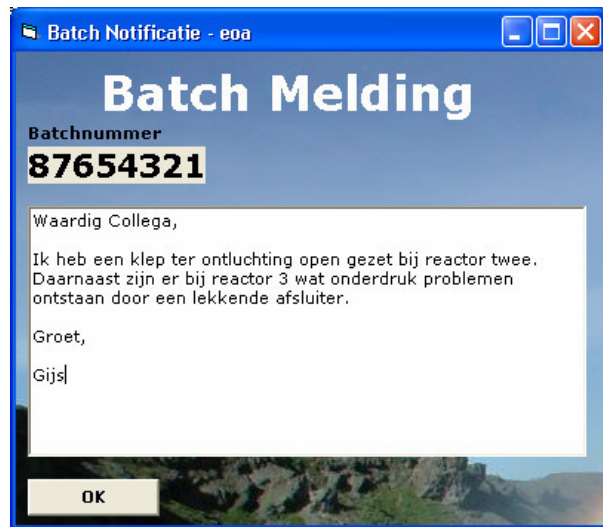 Batch Notificatie - eoa
Batch Melding
Batchnummer
87654321
Waardig Collega,
Ik heb een klep ter ontluchting open gezet bij reactor twee.
Daarnaast zijn er bij reactor 3 wat onderdruk problemen
ontstaan door een lekkende afsluiter.
Groet,
Gijs
OK